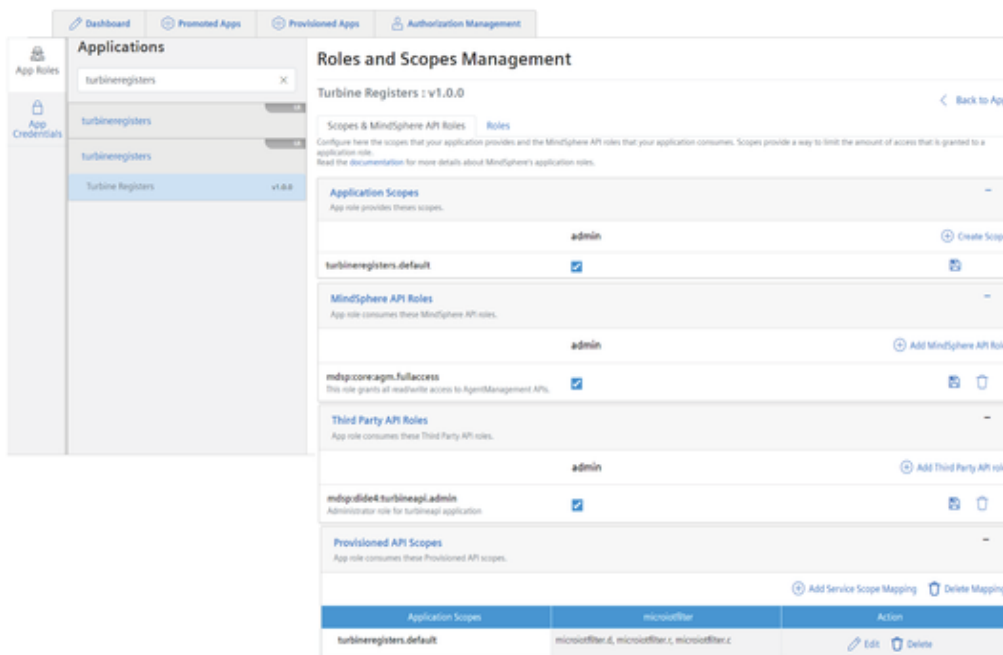 Dashboard Promoted Apps Provisioned Apps Authorization Management
App Roles
App Credentials
Applications
turbineregisters
turbineregisters
turbineregisters
Turbine Registers v1.0.0
Roles and Scopes Management
Turbine Registers : v1.0.0
Back to App
Scopes & MindSphere API Roles Roles
Configure here the scopes that your application provides and the MindSphere API roles that your application consumes. Scopes provide a way to limit the amount of access that is granted to a
application role.
Read the documentation for more details about MindSphere's application roles.
Application Scopes
App role provides theses scopes.
admin Create Scop
turbineregisters.default
MindSphere API Roles
App role consumes these MindSphere API roles.
admin Add MindSphere API Rol
mdsp:core:agm.fullaccess
This role grants all read/write access to AgentManagement APIs.
Third Party API Roles
App role consumes these Third Party API roles.
admin Add Third Party API rol
mdsp:dide4:turbineapi.admin
Administrator role for turbineapi application
Provisioned API Scopes
App role consumes these Provisioned API scopes.
Add Service Scope Mapping Delete Mapping
Application Scopes microiotfilter Action
turbineregisters.default microiotfilter.d, microiotfilter.r, microiotfilter.c Edit Delete